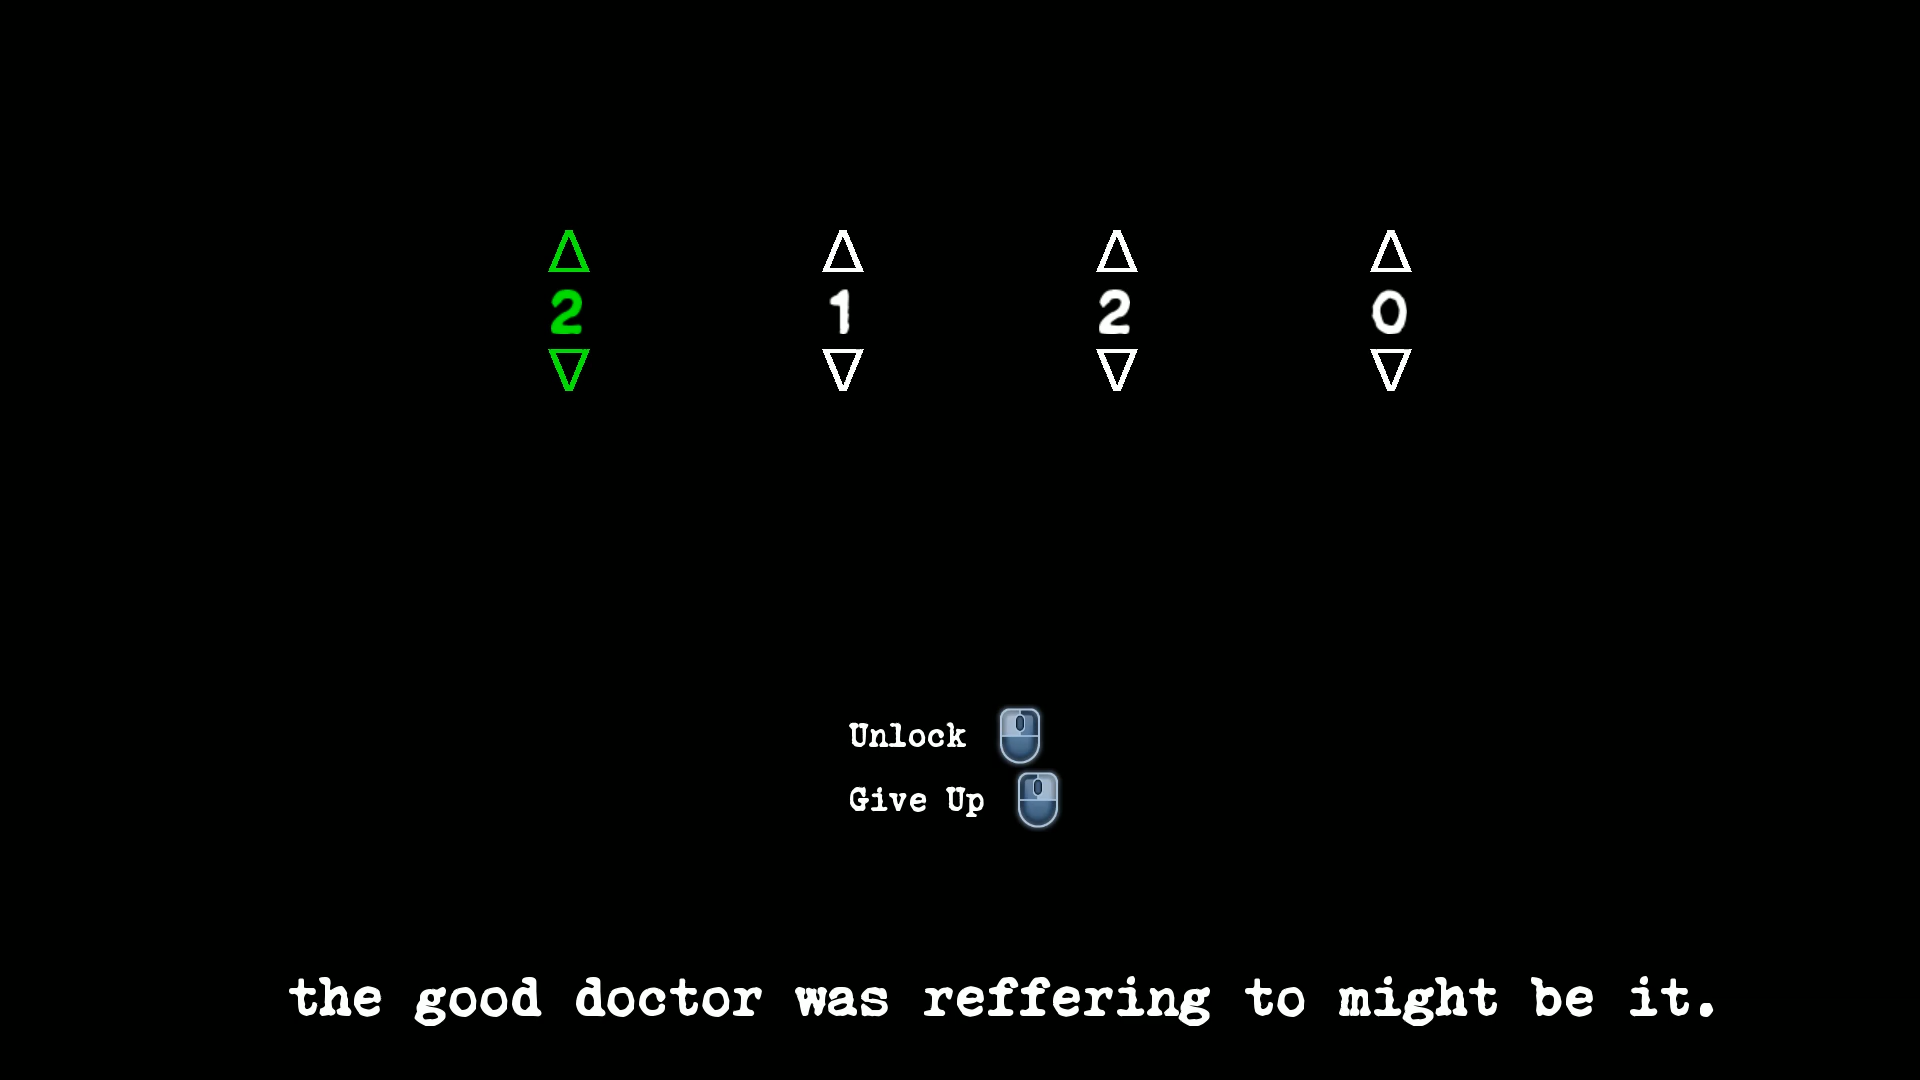 2 1 2 0
Unlock
Give Up
the good doctor was reffering to might be it.